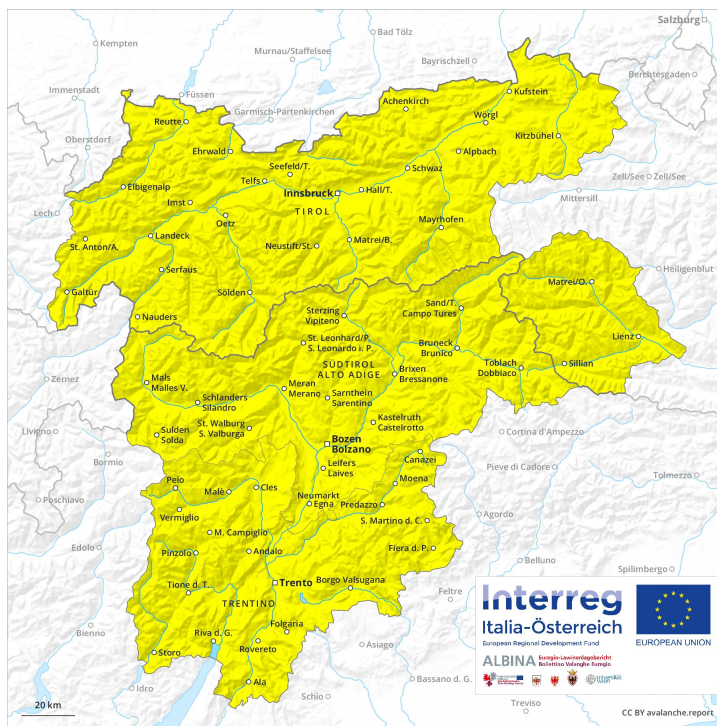 Salzburg
Kempten
Bad Tölz
Murnau/Staffelsee
Bayrischzell
Berchtesgaden
Immenstadt
Füssen
Garmisch-Partenkirchen
Achenkirch
Kufstein
Reutte
Wörgl
Oberstdorf
Ehrwald
Kitzbühel
Alpbach
Seefeld/T.
Schwaz
Zell/See
Zell/See
Telfs
Elbigenalp
Innsbruck
Hall/T.
Mittersill
Imst
TIROL
Lech
Oetz
Mayrhofen
Landeck
Neustift/St.
Matrei/B.
St. Anton/A.
Serfaus
Heiligenblut
Galtür
Sölden
Matrei/O.
Nauders
Sterzing
Vipiteno
Sand/T.
Campo Tures
Lienz
St. Leonhard/P.
S. Leonardo i. P.
Bruneck
Brunico
Toblach
Dobbiaco
Sillian
SÜDTIROL
ALTO ADIGE
Brixen
Bressanone
Zernez
Mals
Malles V.
Meran
Merano
Schlanders
Silandro
Sarnthein
Sarentino
St. Walburg
S. Valburga
Kastelruth
Castelrotto
Livigno
Sulden
Solda
Cortina d'Ampezzo
Bozen
Bolzano
Bormio
Canazei
Pieve di Cadore
Leifers
Laives
Tolmezzo
Peio
Malè
Cles
Moena
Poschiavo
Neumarkt
Egna
Predazzo
Vermiglio
Agordo
S. Martino d. C.
M. Campiglio
Edolo
Pinzolo
Andalo
Fiera d. P.
Belluno
Spilimbergo
Trento
Borgo Valsugana
Tione d. T.
Feltre
TRENTINO
Bienno
Folgaria
Riva d. G.
Rovereto
Asiago
Storo
Bassano d. G.
Idro
Ala
Schio
Treviso
20 km
Interreg
Italia-Österreich
European Regional Development Fund
EUROPEAN UNION
ALBINA
Euregio-Lawinenlagebericht
Bollettino Valanghe Euregio
universität
wien
CC BY avalanche.report